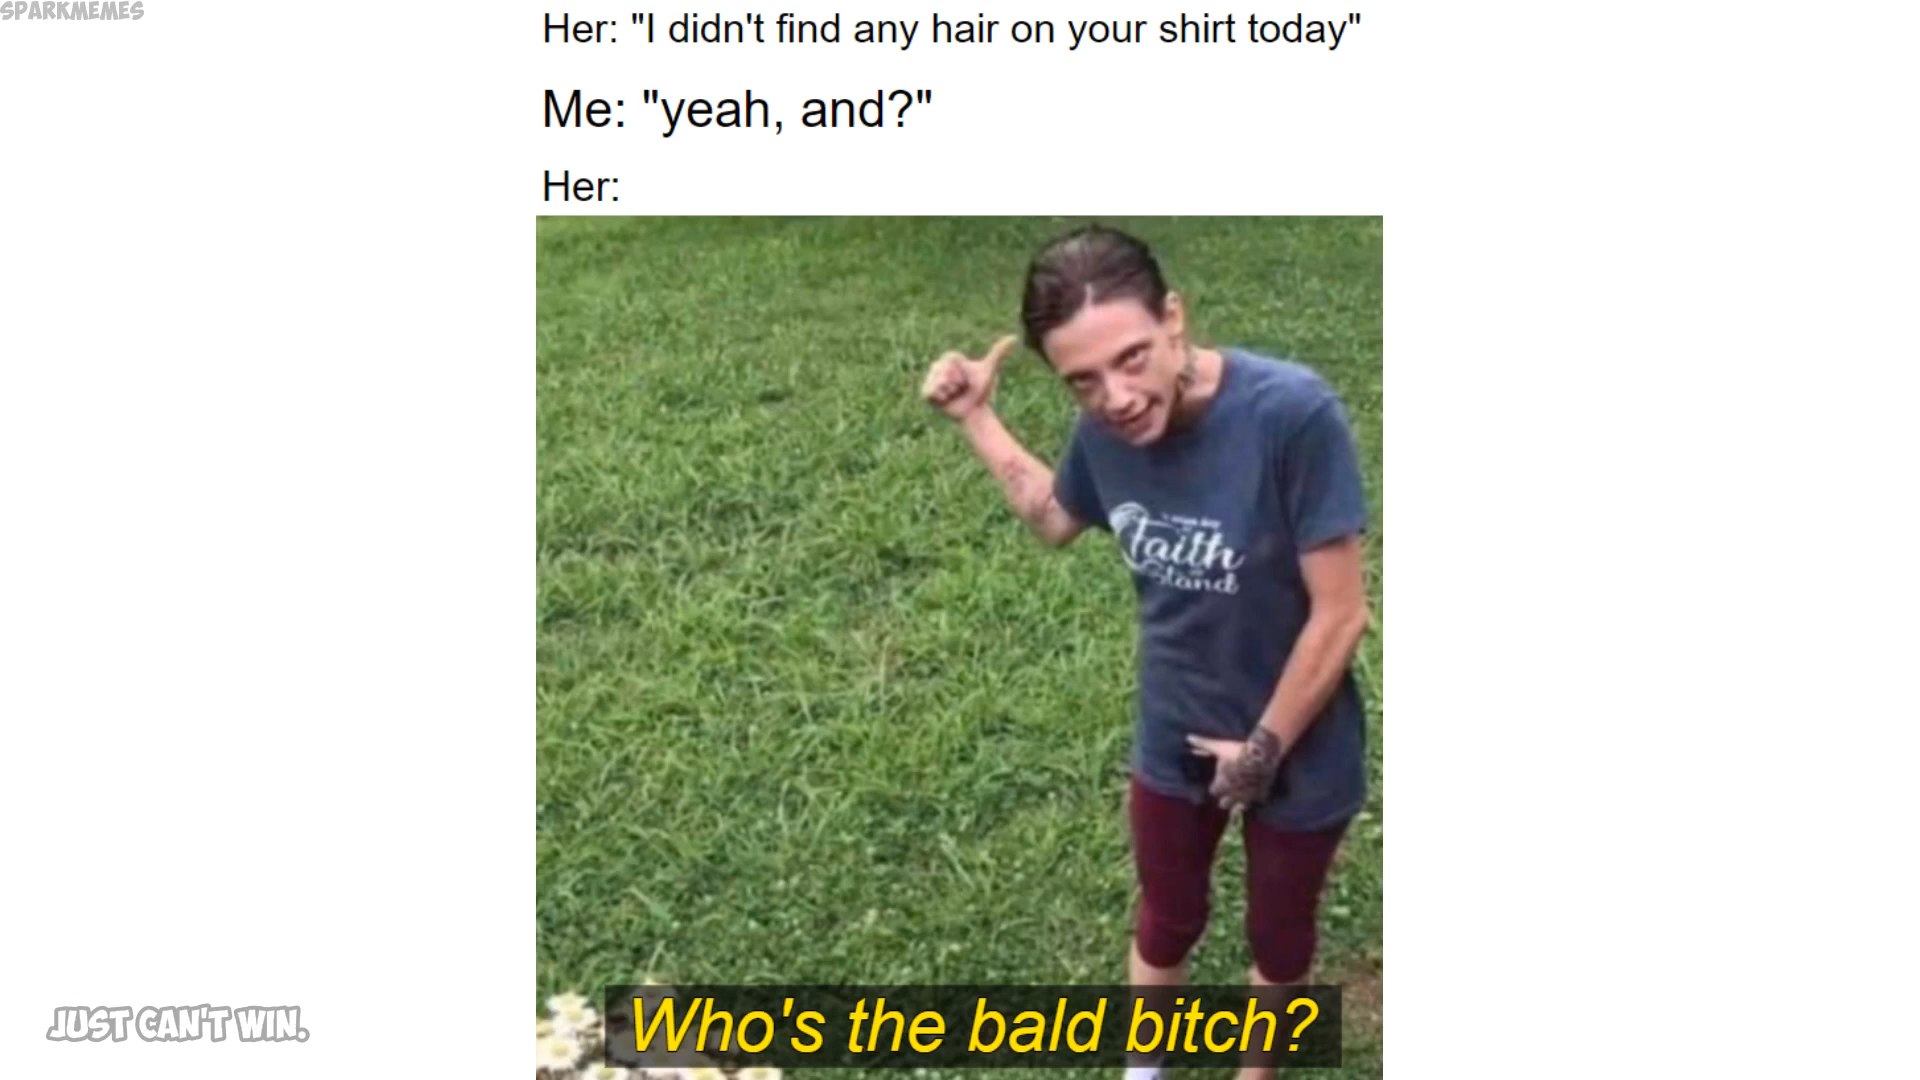 SPARKMEMES
Her: "I didn't find any hair on your shirt today"
Me: "yeah, and?"
Her:
Faith
Stand
JUST CAN'T WIN.
Who's the bald bitch?